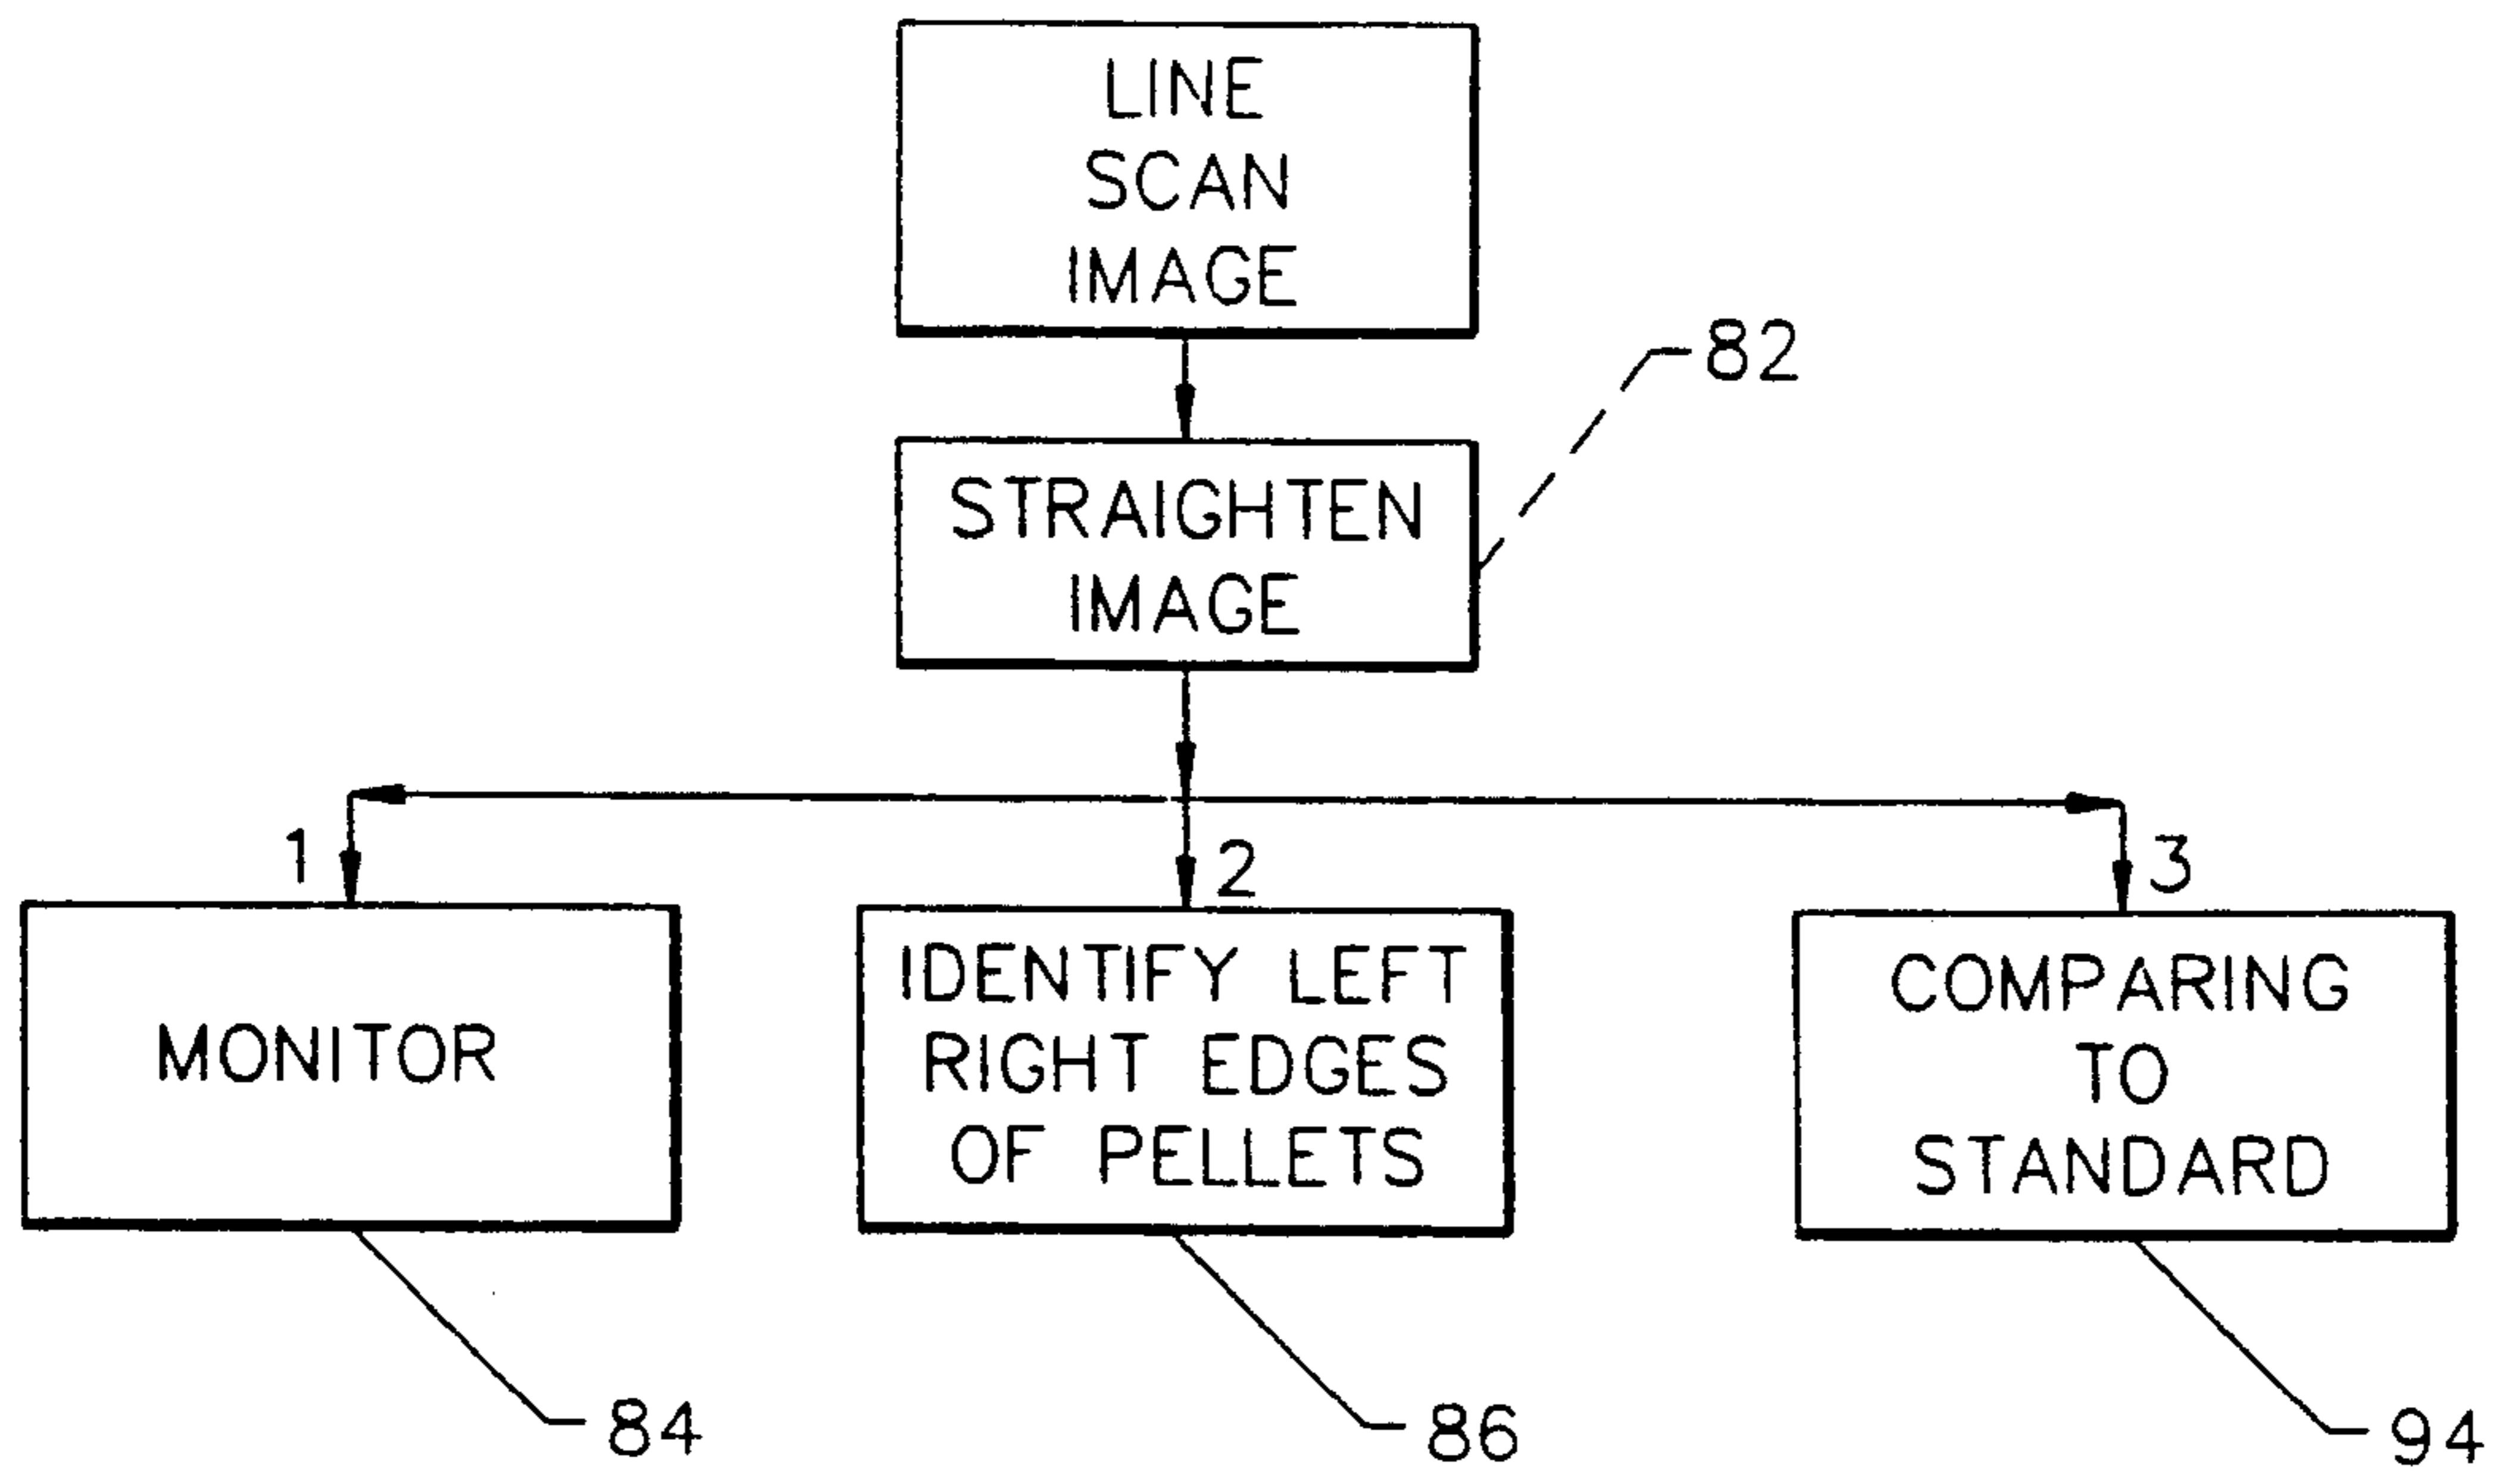 LINE
SCAN
IMAGE
82
STRAIGHTEN
IMAGE
1
2
3
MONITOR
IDENTIFY LEFT
RIGHT EDGES
OF PELLETS
COMPARING
TO
STANDARD
84
86
94